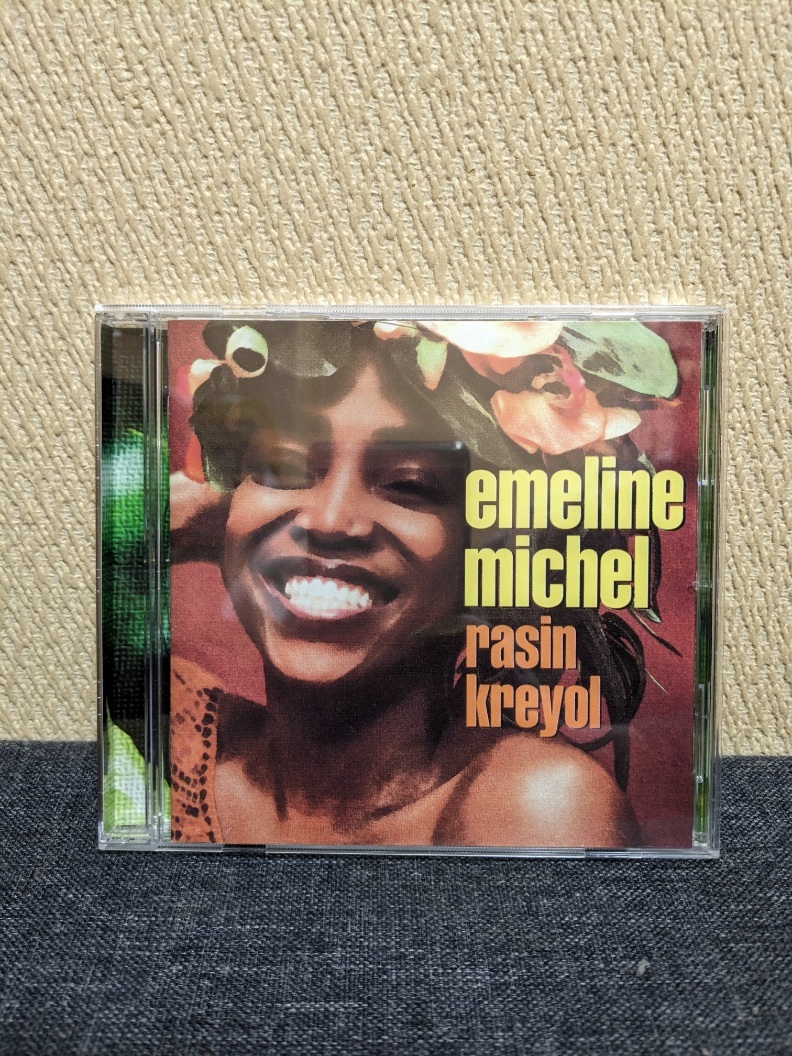 emeline
michel
rasin
kreyol